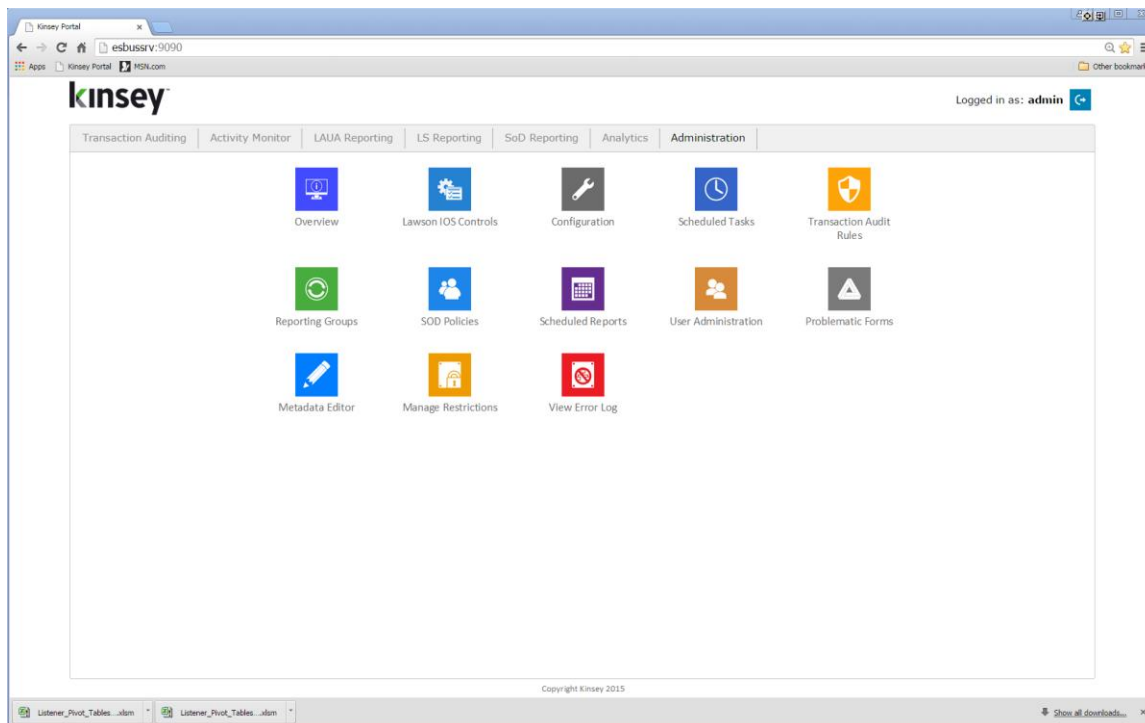 Kinsey Portal
esbussrv:9090
Apps Kinsey Portal MSN.com Other bookmark
kinsey
Logged in as: admin
Transaction Auditing Activity Monitor LAUA Reporting LS Reporting SoD Reporting Analytics Administration
Overview Lawson IOS Controls Configuration Scheduled Tasks Transaction Audit
Rules
Reporting Groups SOD Policies Scheduled Reports User Administration Problematic Forms
Metadata Editor Manage Restrictions View Error Log
Copyright Kinsey 2015
Listener_Pivot_Tables....xlsm Listener_Pivot_Tables....xlsm Show all downloads...